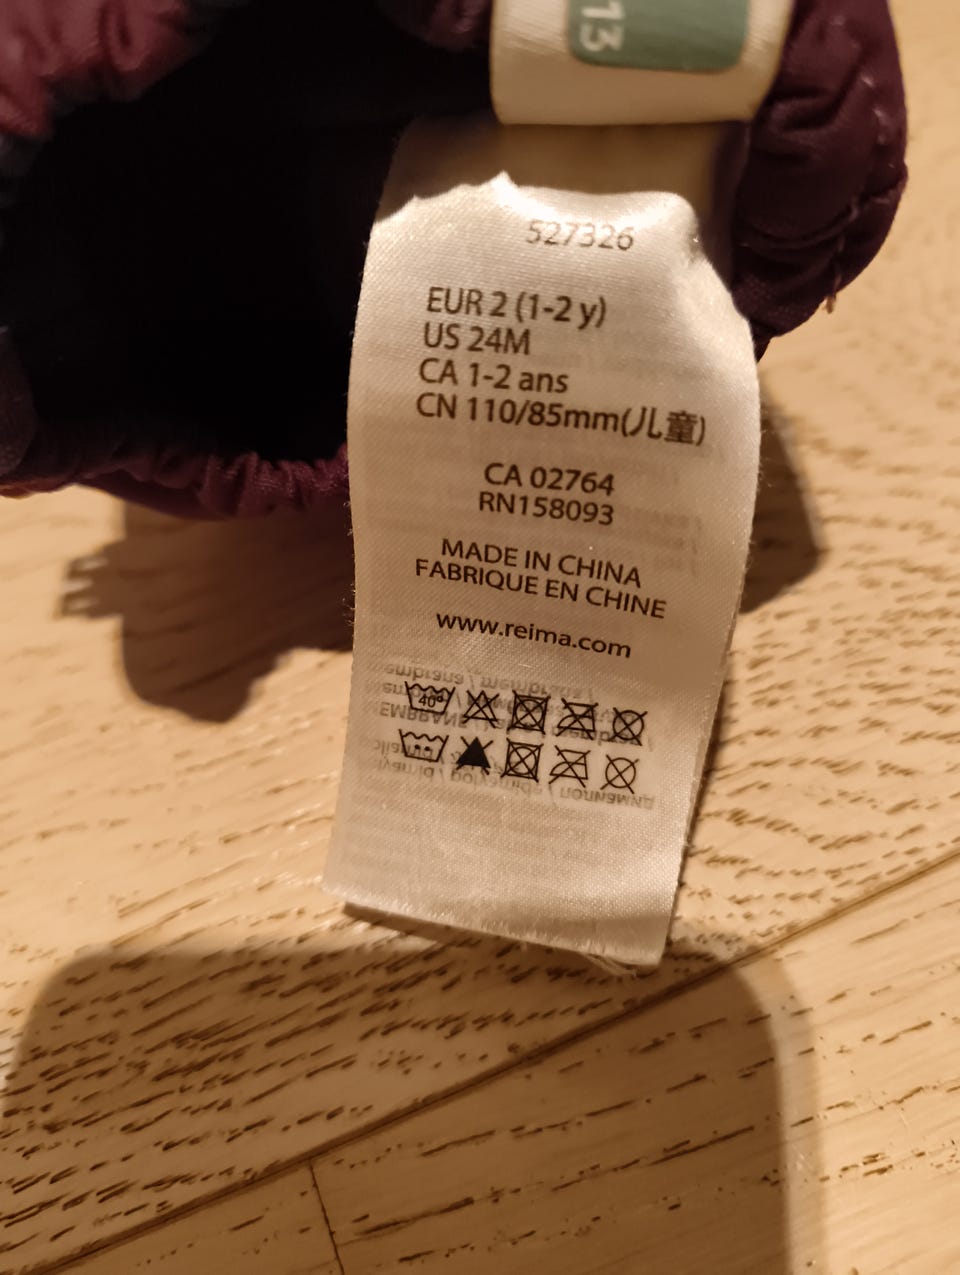 13
527326
EUR 2 (1-2 y)
US 24M
CA 1-2 ans
CN 110/85mm(儿童)
CA 02764
RN158093
MADE IN CHINA
FABRIQUE EN CHINE
www.reima.com
40°